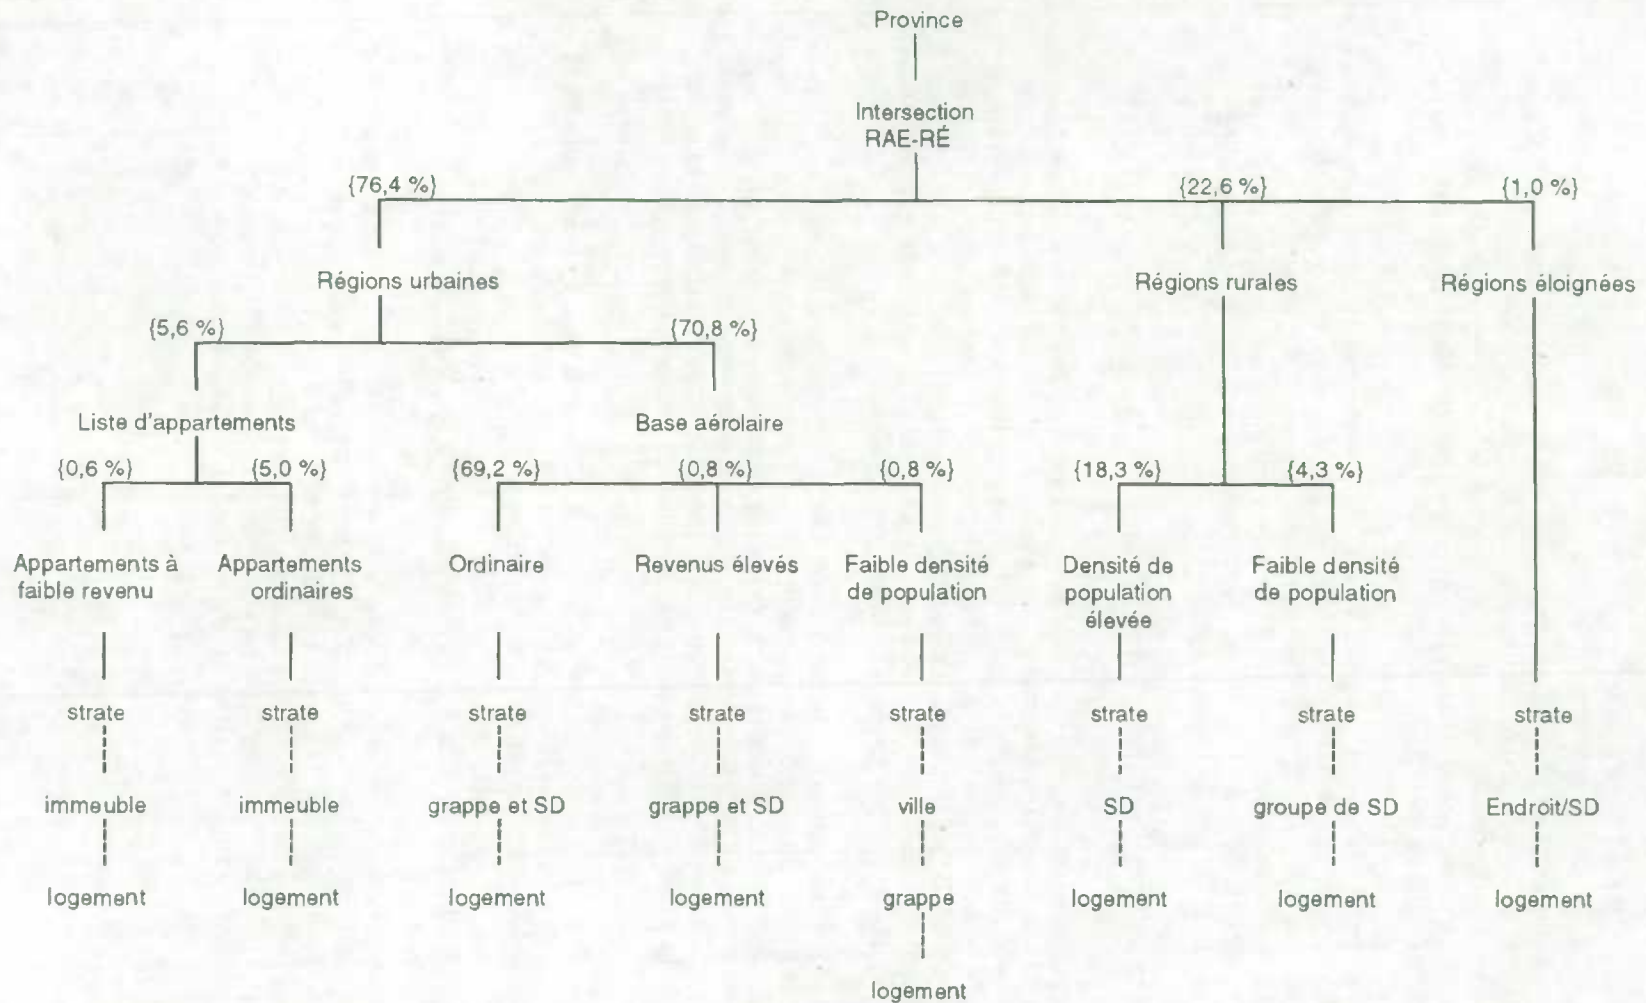 Province
Intersection
RAE-RÉ
{76,4 %} {22,6 %} {1,0 %}
Régions urbaines Régions rurales Régions éloignées
{5,6 %} {70,8 %}
Liste d'appartements Base aérolaire
{0,6 %} {5,0 %} {69,2 %} {0,8 %} {0,8 %} {18,3 %} {4,3 %}
Appartements à Appartements Ordinaire Revenus élevés Faible densité Densité de Faible densité
faible revenu ordinaires de population population de population
élevée
strate strate strate strate strate strate strate strate
immeuble immeuble grappe et SD grappe et SD ville SD groupe de SD Endroit/SD
logement logement logement logement grappe logement logement logement
logement